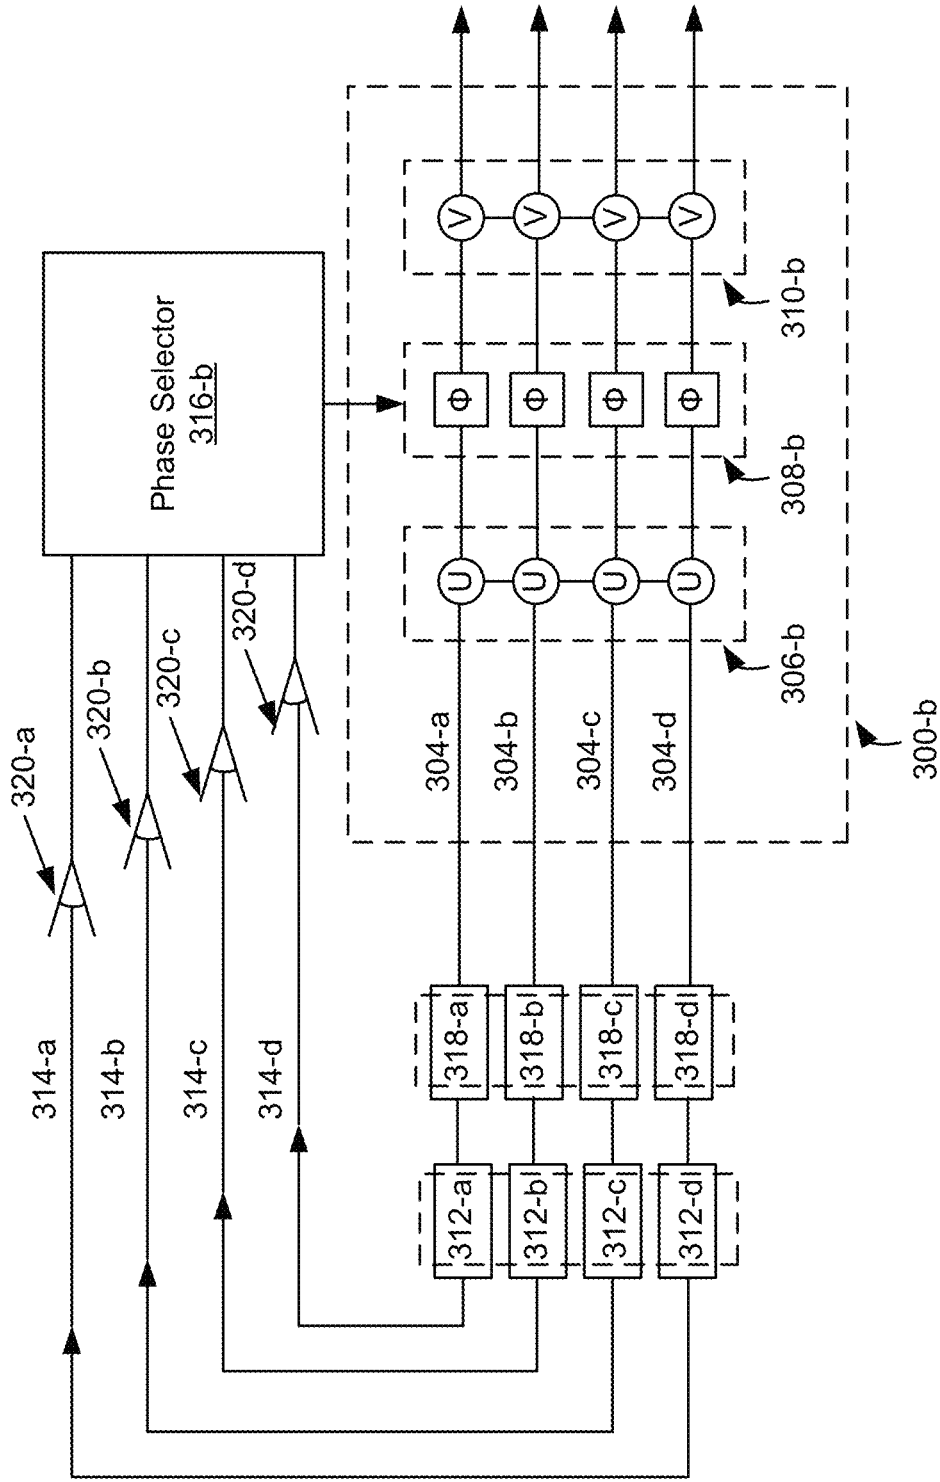 320-a
320-b
320-c
320-d
314-a
314-b
314-c
314-d
Phase Selector
316-b
312-a
312-b
312-c
312-d
318-a
318-b
318-c
318-d
304-a
304-b
304-c
304-d
U
U
U
U
306-b
Φ
Φ
Φ
Φ
308-b
V
V
V
V
310-b
300-b